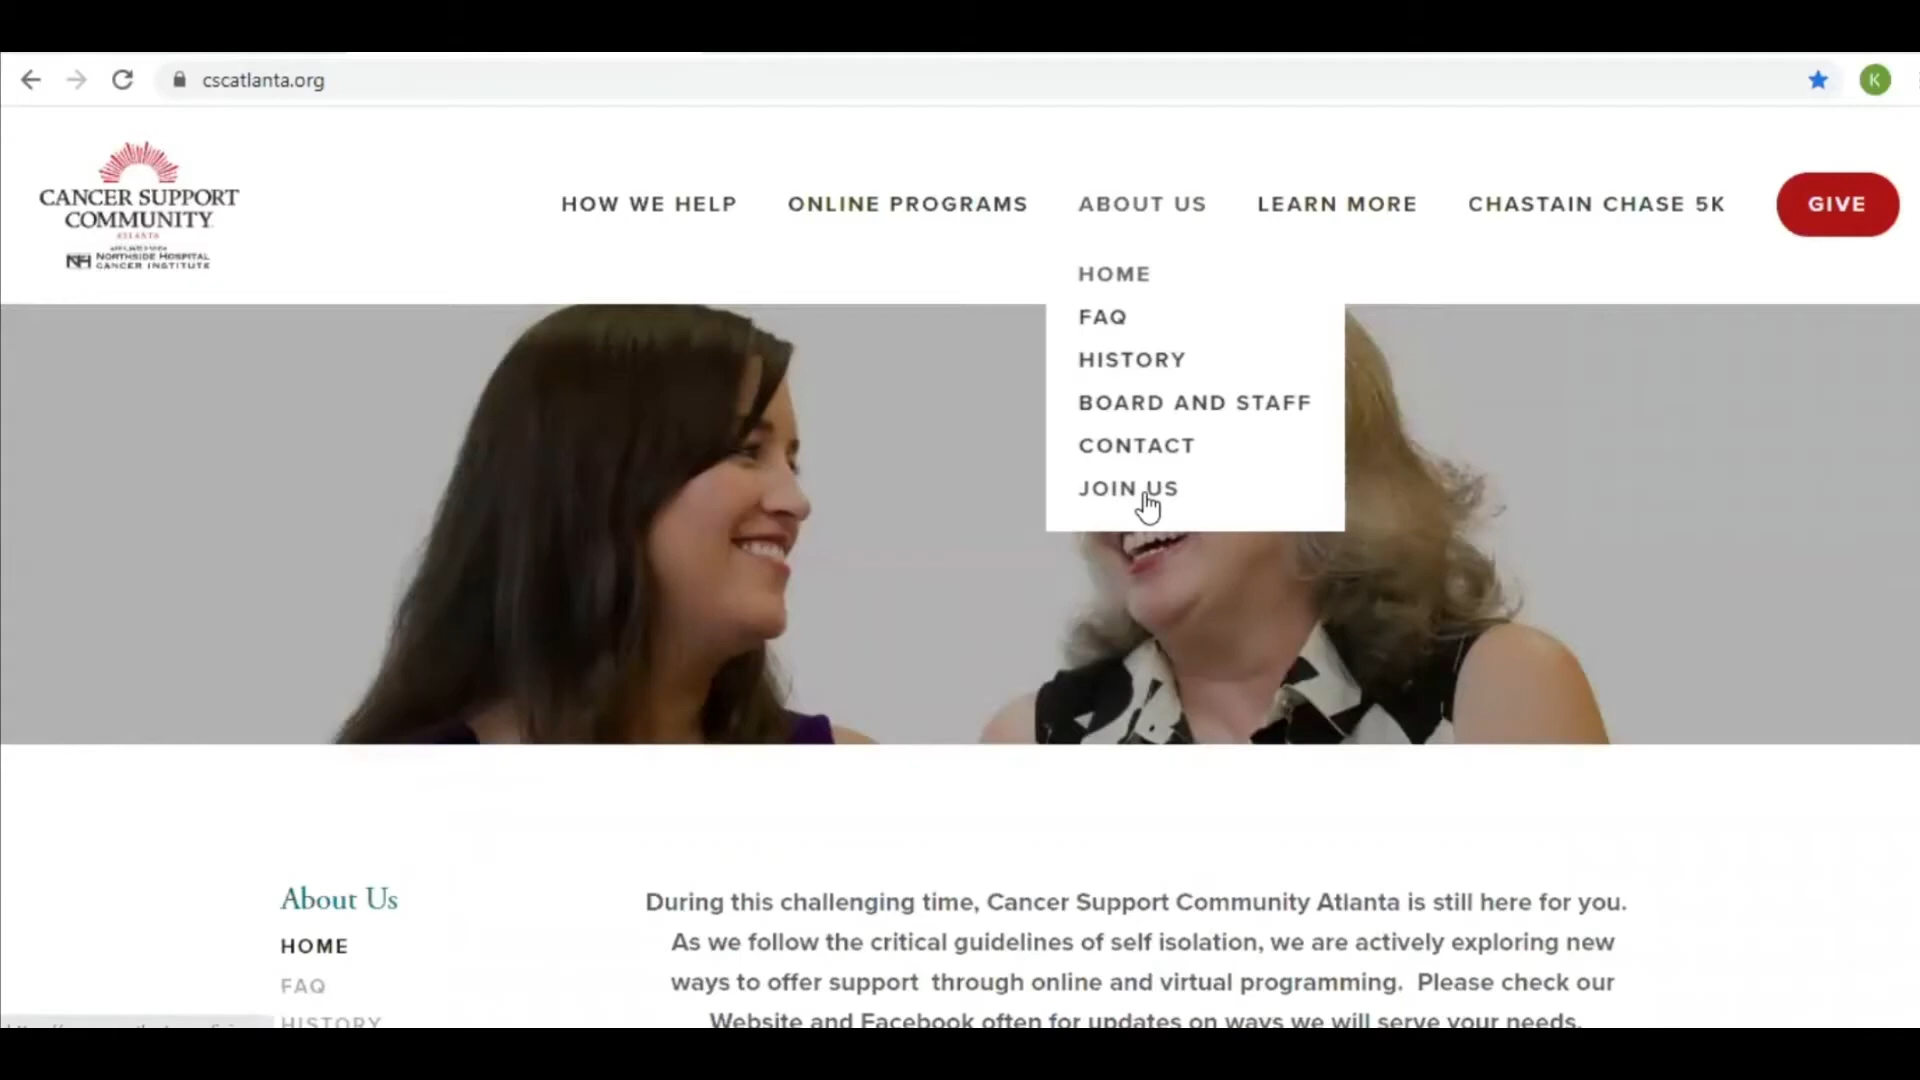 cscatlanta.org
K
CANCER SUPPORT
COMMUNITY
ATLANTA
NH NORTHSIDE HOSPITAL
CANCER INSTITUTE
HOW WE HELP
ONLINE PROGRAMS
ABOUT US
LEARN MORE
CHASTAIN CHASE 5K
GIVE
HOME
FAQ
HISTORY
BOARD AND STAFF
CONTACT
JOIN US
About Us
HOME
FAQ
HISTORY
During this challenging time, Cancer Support Community Atlanta is still here for you.
As we follow the critical guidelines of self isolation, we are actively exploring new
ways to offer support through online and virtual programming. Please check our
Website and Facebook often for updates on ways we will serve your needs.